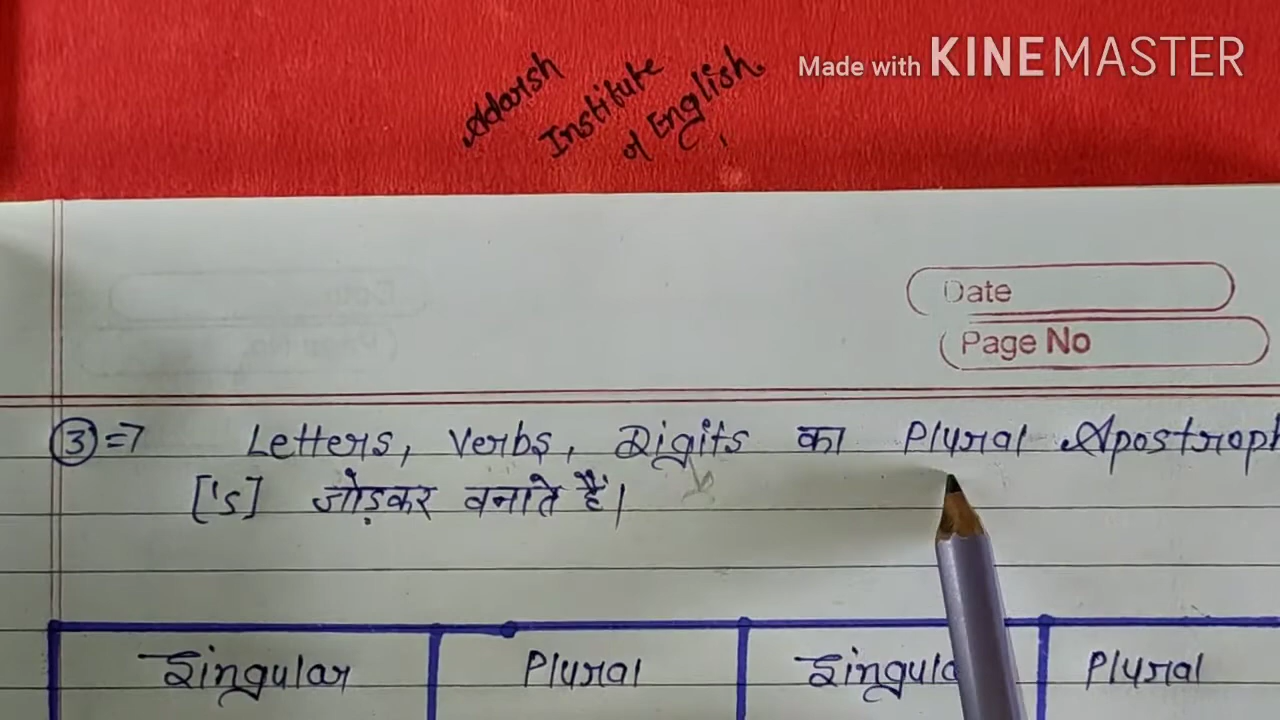 Made with KINEMASTER
Adarsh
Institute
of English
Date
Page No
③ => Letters, Verbs, Digits का Plural Apostroph
['s] जोड़कर बनाते हैं।
Singular Plural Singula Plural